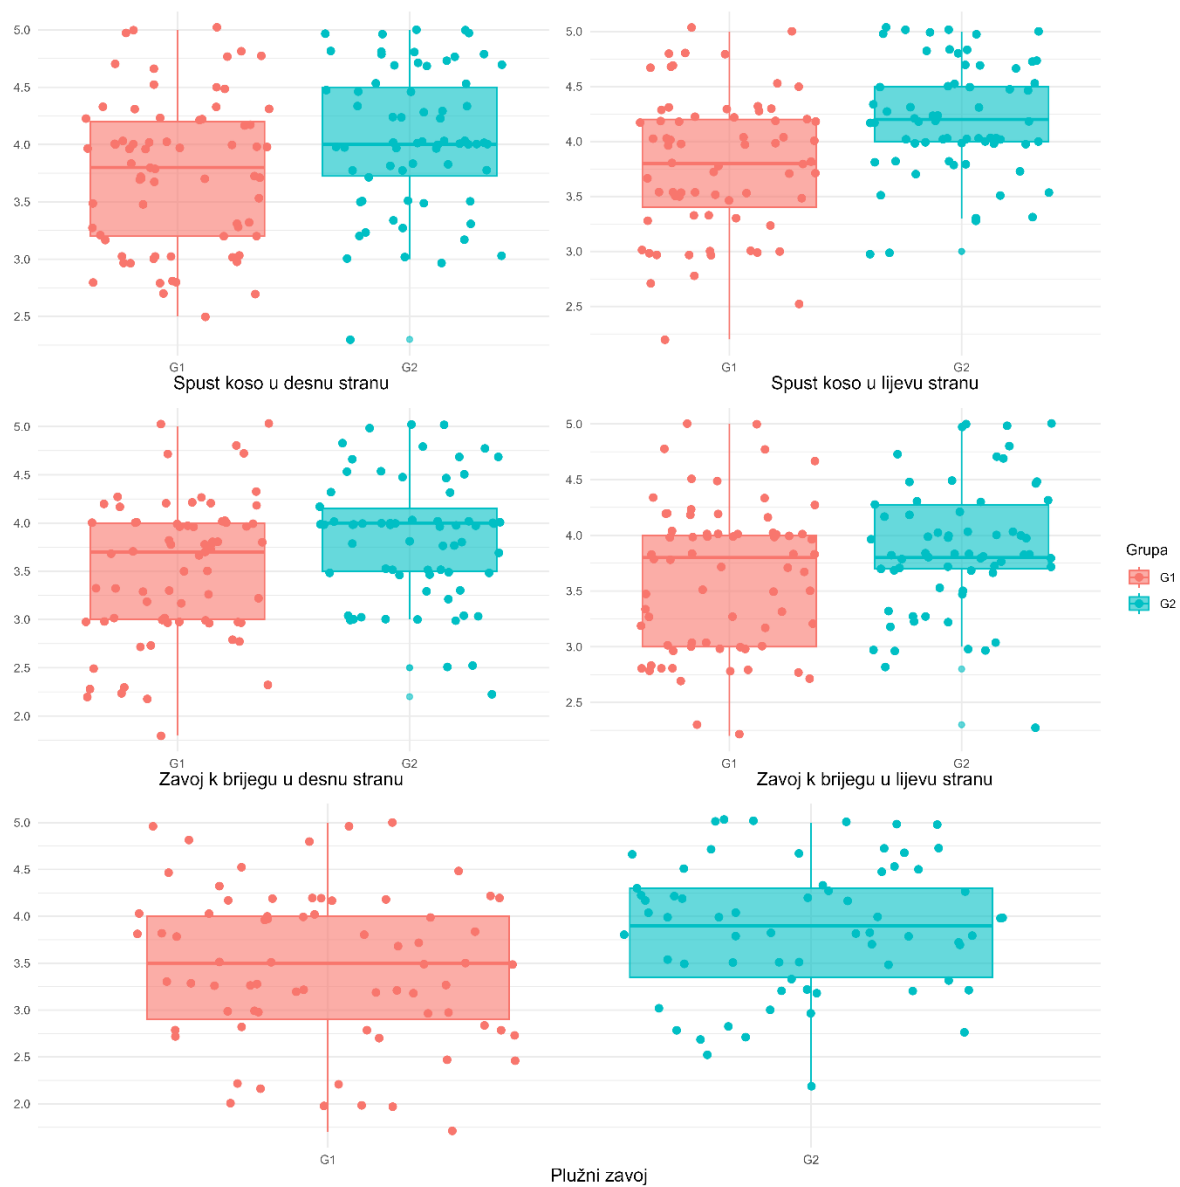 5.0
4.5
4.0
3.5
3.0
2.5
G1
G2
Spust koso u desnu stranu
5.0
4.5
4.0
3.5
3.0
2.5
G1
G2
Spust koso u lijevu stranu
5.0
4.5
4.0
3.5
3.0
2.5
2.0
G1
G2
Zavoj k brijegu u desnu stranu
5.0
4.5
4.0
3.5
3.0
2.5
G1
G2
Zavoj k brijegu u lijevu stranu
Grupa
G1
G2
5.0
4.5
4.0
3.5
3.0
2.5
2.0
G1
G2
Plužni zavoj